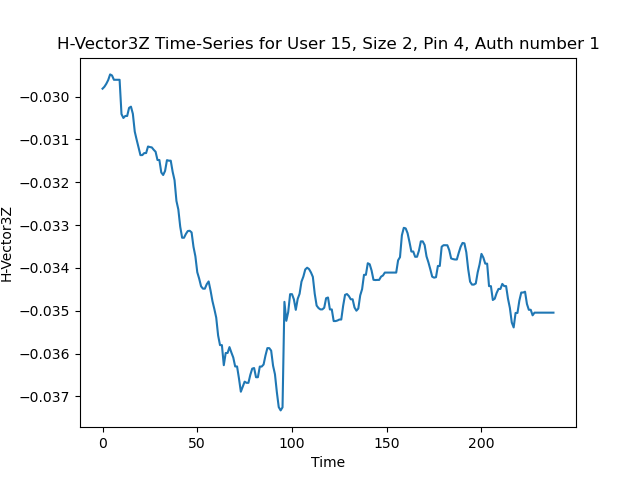 H-Vector3Z Time-Series for User 15, Size 2, Pin 4, Auth number 1
H-Vector3Z
−0.030
−0.031
−0.032
−0.033
−0.034
−0.035
−0.036
−0.037
0 50 100 150 200
Time